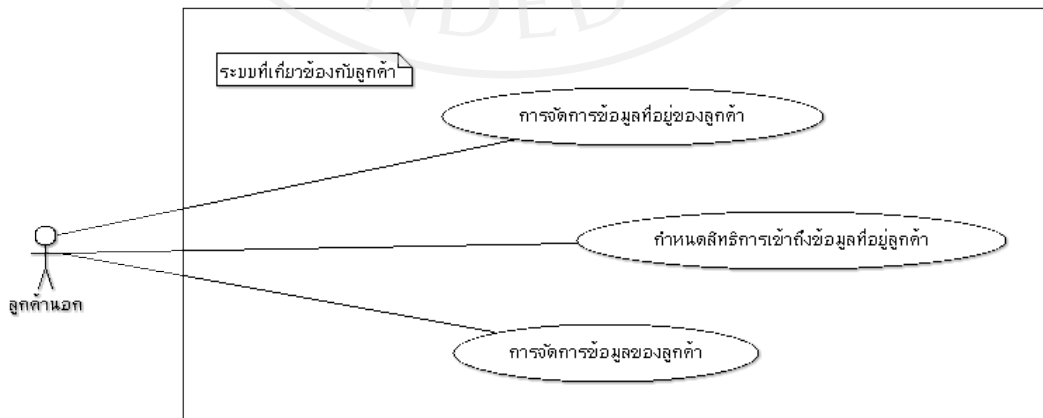 NDED
ระบบที่เกี่ยวข้องกับลูกค้า
การจัดการข้อมูลที่อยู่ของลูกค้า
กำหนดสิทธิการเข้าถึงข้อมูลที่อยู่ลูกค้า
ลูกค้านอก
การจัดการข้อมูลของลูกค้า